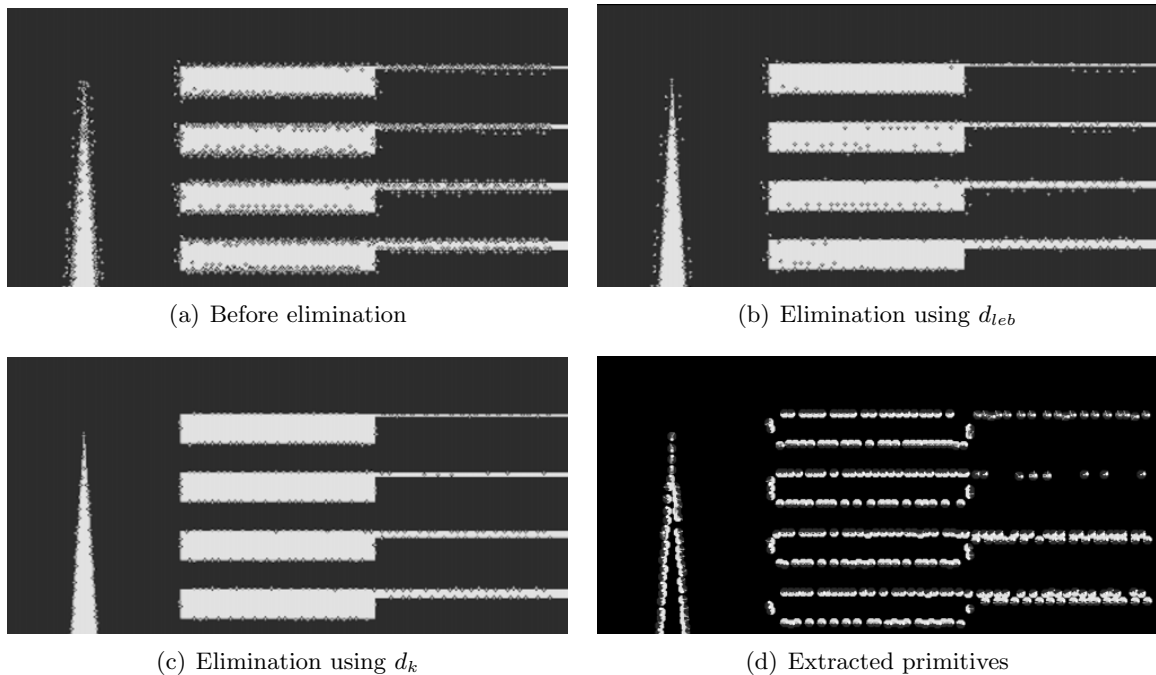 (a) Before elimination
(b) Elimination using d_leb
(c) Elimination using d_k
(d) Extracted primitives